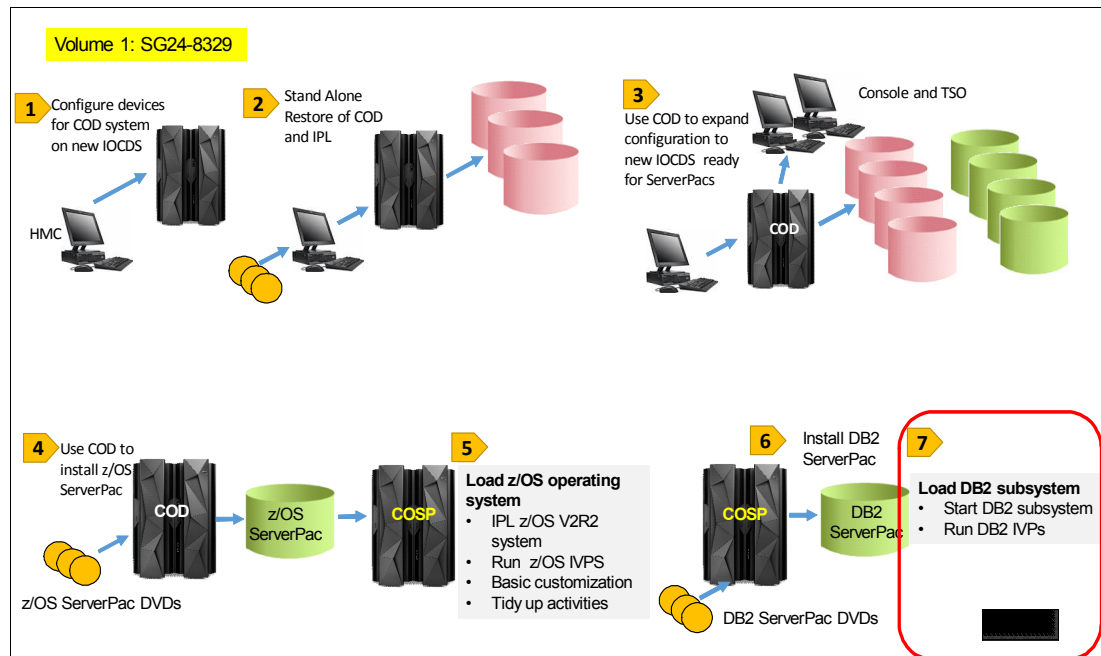 Volume 1: SG24-8329
1
Configure devices
for COD system
on new IOCDS
HMC
2
Stand Alone
Restore of COD
and IPL
3
Use COD to expand
configuration to
new IOCDS ready
for ServerPacs
Console and TSO
COD
4
Use COD to
install z/OS
ServerPac
COD
z/OS ServerPac DVDs
z/OS
ServerPac
COSP
5
Load z/OS operating
system
• IPL z/OS V2R2
system
• Run z/OS IVPS
• Basic customization
• Tidy up activities
6
Install DB2
ServerPac
COSP
DB2 ServerPac DVDs
DB2
ServerPac
7
Load DB2 subsystem
• Start DB2 subsystem
• Run DB2 IVPs